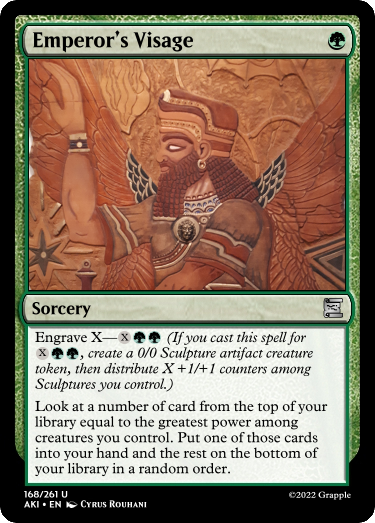 Emperor's Visage
Sorcery
Engrave X—X (If you cast this spell for
X, create a 0/0 Sculpture artifact creature
token, then distribute X +1/+1 counters among
Sculptures you control.)
Look at a number of card from the top of your
library equal to the greatest power among
creatures you control. Put one of those cards
into your hand and the rest on the bottom of
your library in a random order.
168/261 U
AKI • EN Cyrus Rouhani
©2022 Grapple